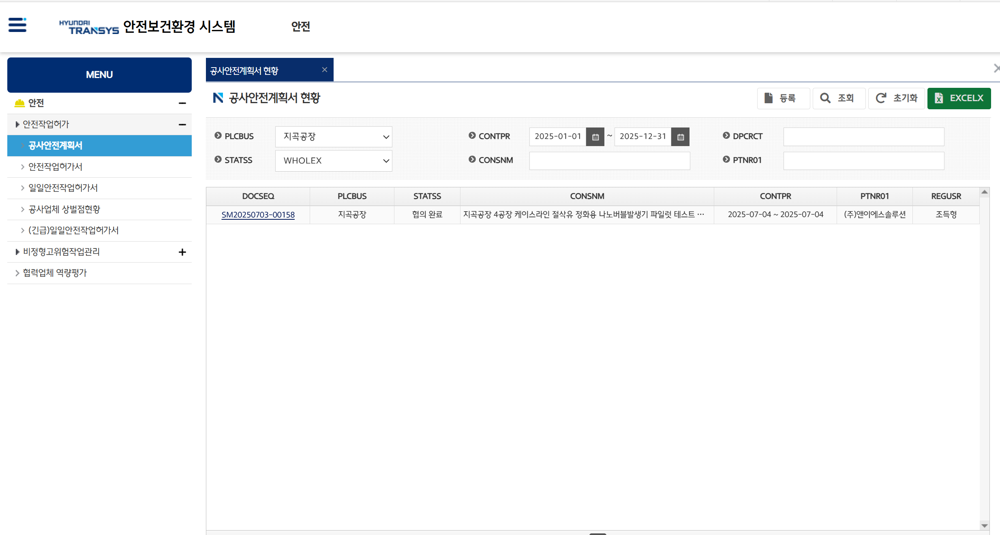 HYUNDAI TRANSYS 안전보건환경 시스템 안전
MENU
안전
안전작업허가
공사안전계획서
안전작업허가서
일일안전작업허가서
공사업체 상벌점현황
(긴급)일일안전작업허가서
비정형고위험작업관리
협력업체 역량평가
공사안전계획서 현황
공사안전계획서 현황
등록 조회 초기화 EXCELX
PLCBUS 지곡공장 CONTPR 2025-01-01 ~ 2025-12-31 DPCRCT
STATSS WHOLEX CONSNM PTNR01
DOCSEQ PLCBUS STATSS CONSNM CONTPR PTNR01 REGUSR
SM20250703-00158 지곡공장 협의 완료 지곡공장 4공장 케이스라인 절삭유 정화용 나노버블발생기 파일럿 테스트 … 2025-07-04 ~ 2025-07-04 (주)앤이에스솔루션 조득형